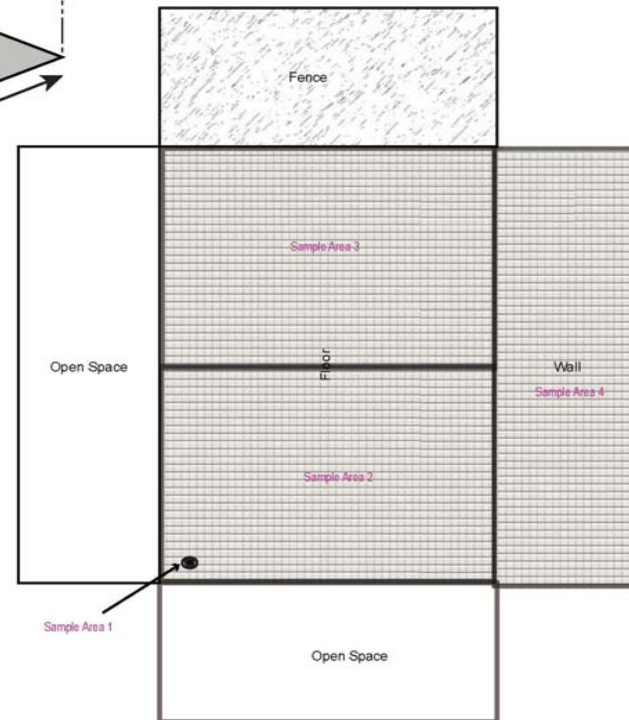 Fence
Sample Area 3
Floor
Open Space
Wall
Sample Area 4
Sample Area 2
Sample Area 1
Open Space